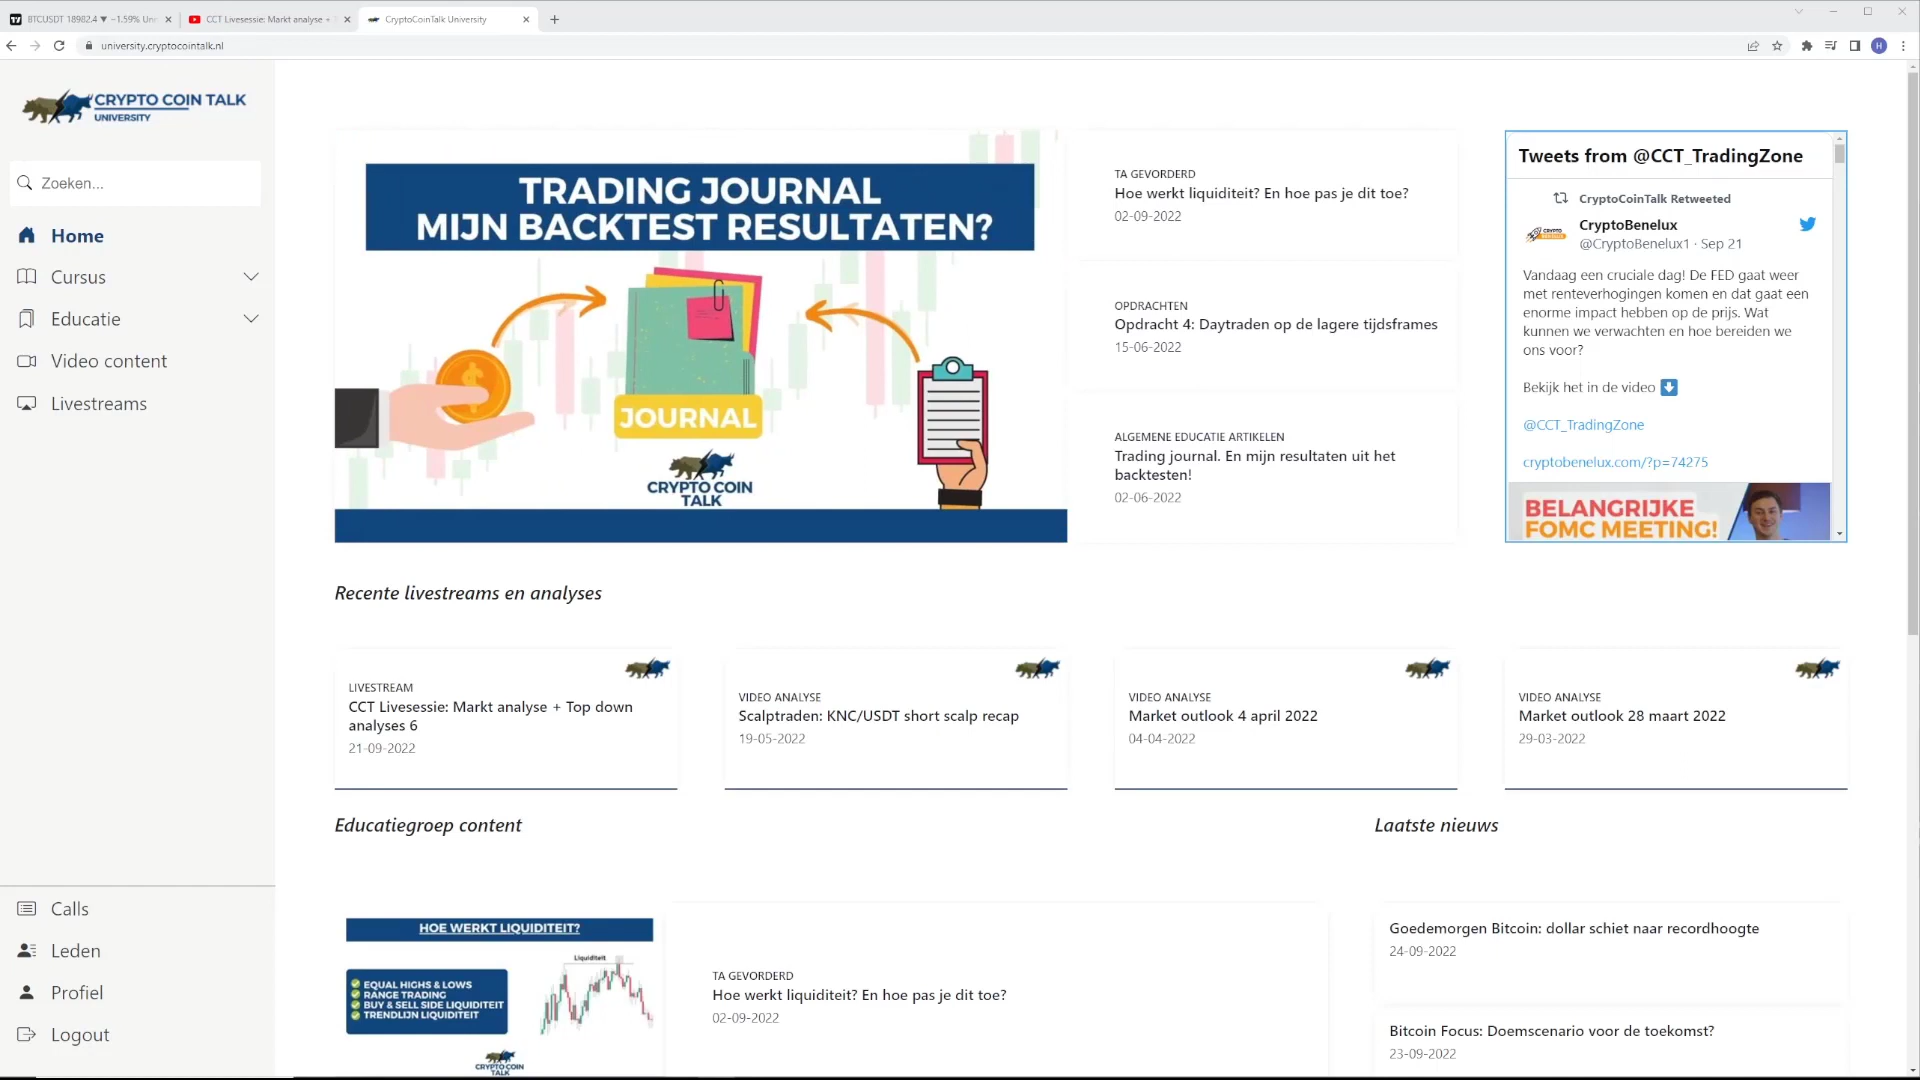 BTCUSDT 18982.4 ▼ −1.59% Unn
CCT Livesessie: Markt analyse +
CryptoCoinTalk University
university.cryptocointalk.nl
H
CRYPTO COIN TALK
UNIVERSITY
Zoeken...
Home
Cursus
Educatie
Video content
Livestreams
Calls
Leden
Profiel
Logout
TRADING JOURNAL
MIJN BACKTEST RESULTATEN?
JOURNAL
CRYPTO COIN
TALK
TA GEVORDERD
Hoe werkt liquiditeit? En hoe pas je dit toe?
02-09-2022
OPDRACHTEN
Opdracht 4: Daytraden op de lagere tijdsframes
15-06-2022
ALGEMENE EDUCATIE ARTIKELEN
Trading journal. En mijn resultaten uit het
backtesten!
02-06-2022
Tweets from @CCT_TradingZone
CryptoCoinTalk Retweeted
CryptoBenelux
@CryptoBenelux1 · Sep 21
Vandaag een cruciale dag! De FED gaat weer
met renteverhogingen komen en dat gaat een
enorme impact hebben op de prijs. Wat
kunnen we verwachten en hoe bereiden we
ons voor?
Bekijk het in de video ⬇
@CCT_TradingZone
cryptobenelux.com/?p=74275
BELANGRIJKE
FOMC MEETING!
Recente livestreams en analyses
LIVESTREAM
CCT Livesessie: Markt analyse + Top down
analyses 6
21-09-2022
VIDEO ANALYSE
Scalptraden: KNC/USDT short scalp recap
19-05-2022
VIDEO ANALYSE
Market outlook 4 april 2022
04-04-2022
VIDEO ANALYSE
Market outlook 28 maart 2022
29-03-2022
Educatiegroep content
HOE WERKT LIQUIDITEIT?
Liquiditeit
EQUAL HIGHS & LOWS
RANGE TRADING
BUY & SELL SIDE LIQUIDITEIT
TRENDLIJN LIQUIDITEIT
CRYPTO COIN
TALK
TA GEVORDERD
Hoe werkt liquiditeit? En hoe pas je dit toe?
02-09-2022
Laatste nieuws
Goedemorgen Bitcoin: dollar schiet naar recordhoogte
24-09-2022
Bitcoin Focus: Doemscenario voor de toekomst?
23-09-2022